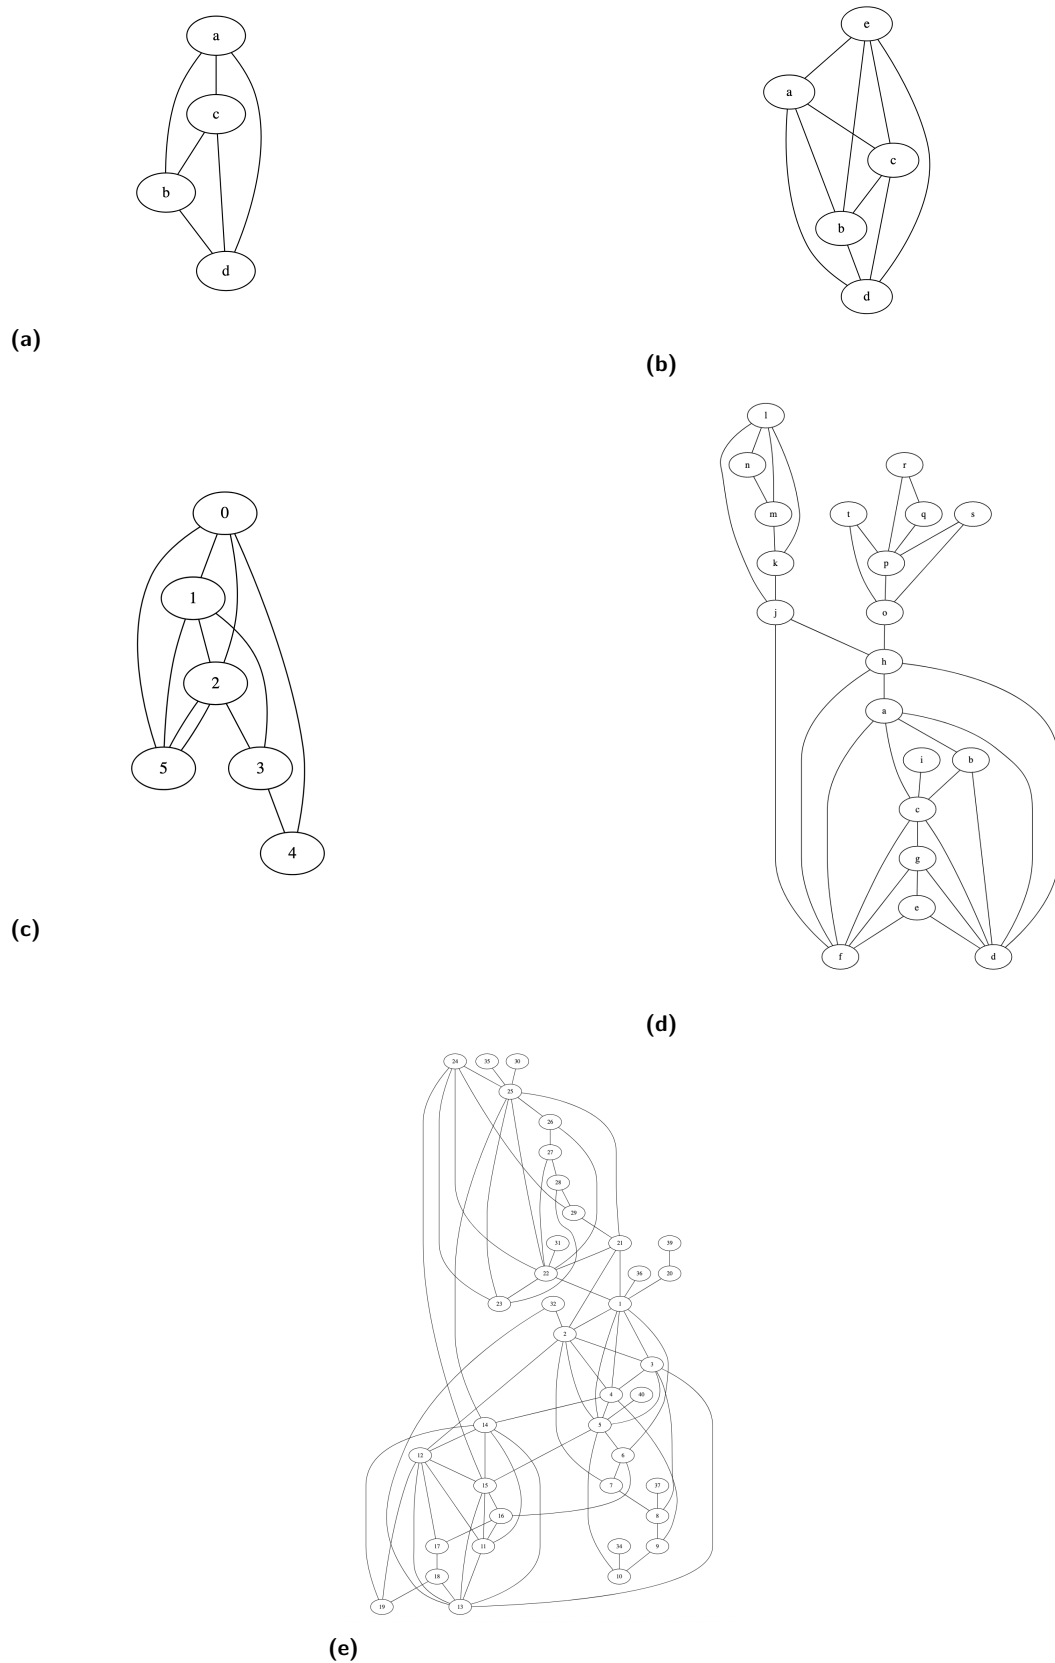 a
c
b
d
(a)
e
a
c
b
d
(b)
0
1
2
5 3
4
(c)
l
n r
m t q s
k p
j o
h
a
i b
c
g
e
f d
(d)
24 35 30
25
26
27
28
29
31 21 39
22 36 20
23 32 1
2
3
4 40
14 5
12 6
15 7 37
16 8
17 11 34 9
18 10
19 13
(e)